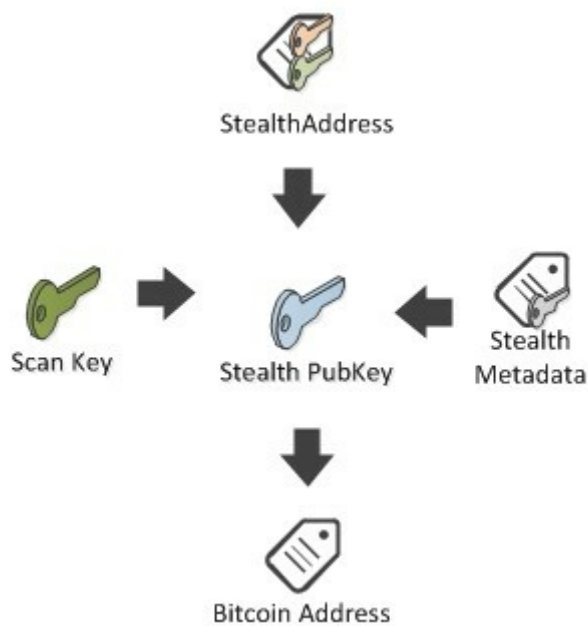 StealthAddress
Scan Key
Stealth PubKey
Stealth
Metadata
Bitcoin Address